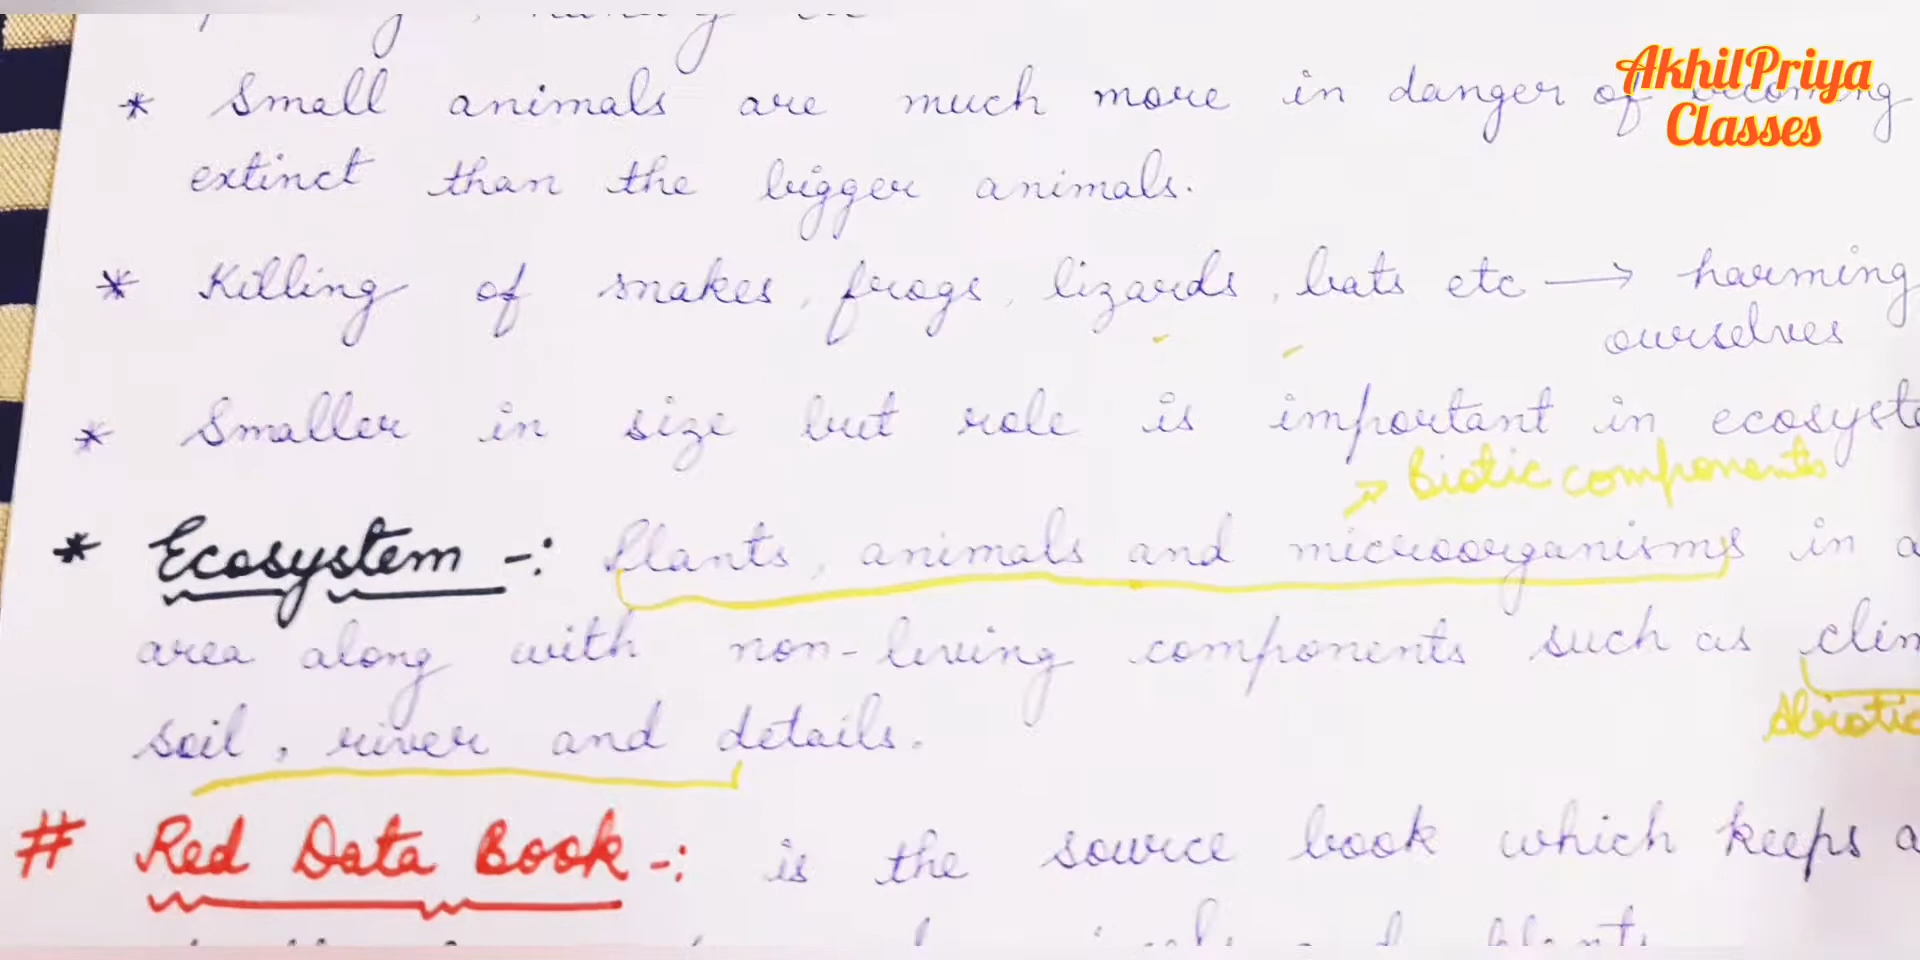 * Small animals are much more in danger of becoming
extinct than the bigger animals.
* Killing of snakes, frogs, lizards, bats etc → harming
ourselves
* Smaller in size but role is important in ecosyste
→ Biotic components
* Ecosystem -: Plants, animals and microorganisms in a
area along with non-living components such as clim
Abiotic
soil, river and details.
# Red Data Book -: is the source book which keeps a
AkhilPriya
Classes